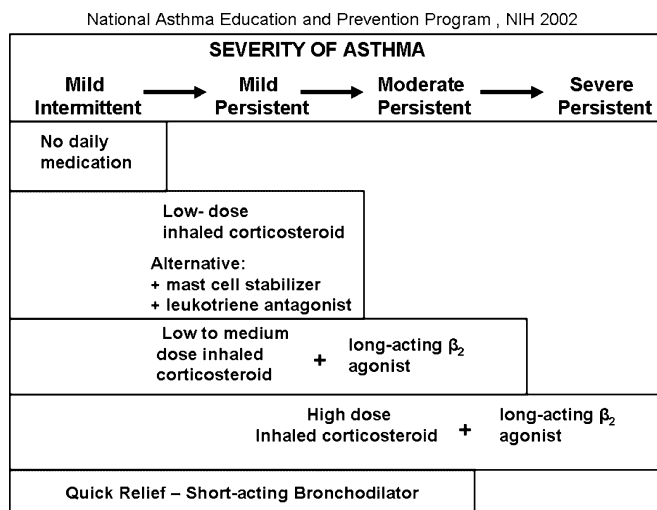 National Asthma Education and Prevention Program , NIH 2002
SEVERITY OF ASTHMA
Mild Intermittent
Mild Persistent
Moderate Persistent
Severe Persistent
No daily
medication
Low- dose
inhaled corticosteroid
Alternative:
+ mast cell stabilizer
+ leukotriene antagonist
Low to medium
dose inhaled
corticosteroid
+
long-acting β₂
agonist
High dose
Inhaled corticosteroid
+
long-acting β₂
agonist
Quick Relief – Short-acting Bronchodilator